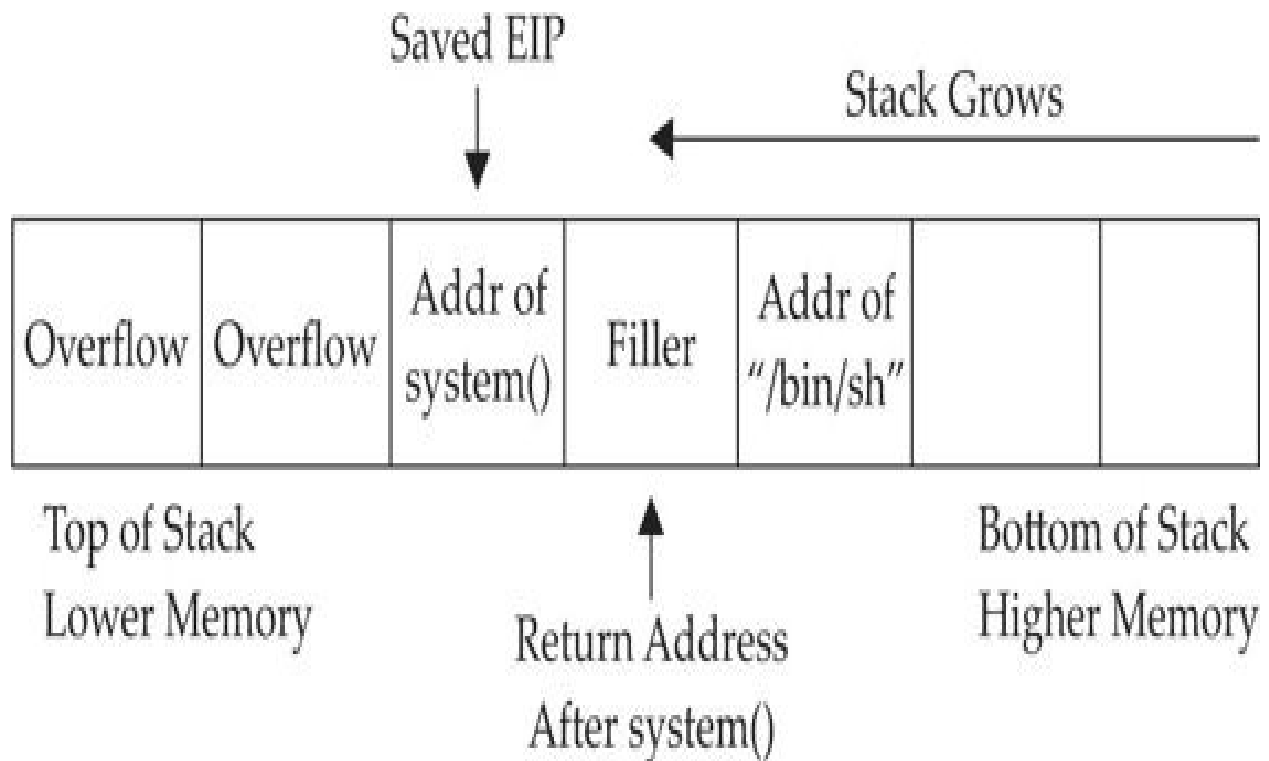 Saved EIP
Stack Grows
Overflow
Overflow
Addr of
system()
Filler
Addr of
“/bin/sh”
Top of Stack
Lower Memory
Return Address
After system()
Bottom of Stack
Higher Memory